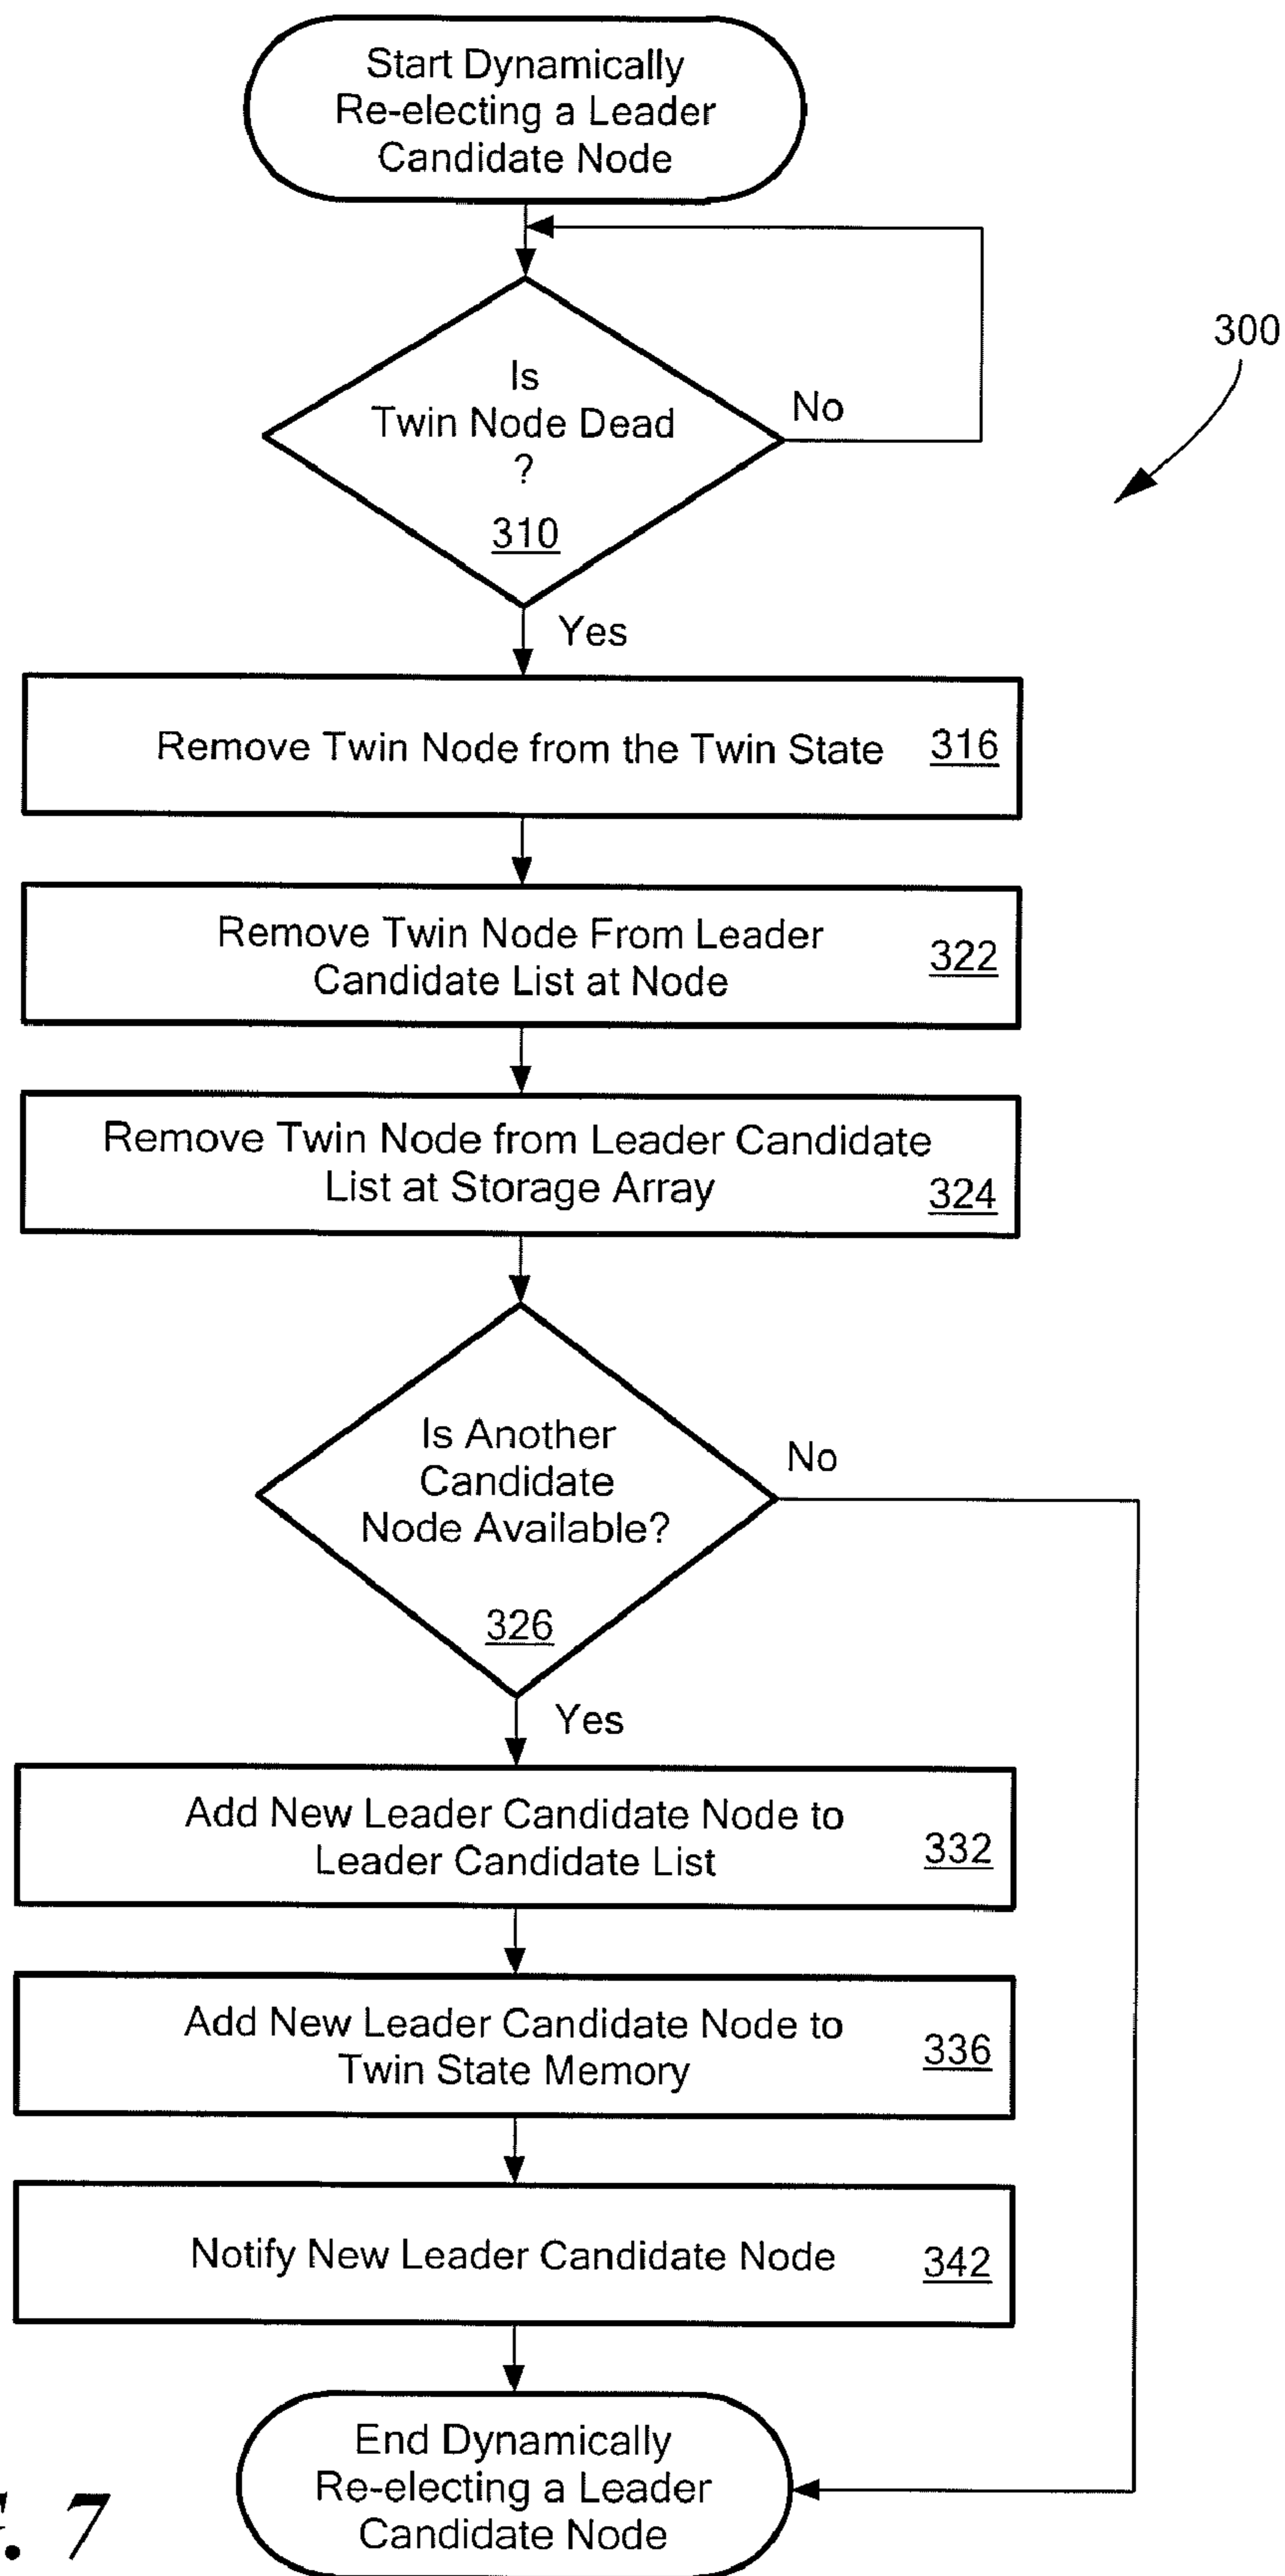 Start Dynamically
Re-electing a Leader
Candidate Node
300
Is
Twin Node Dead
?
310
No
Yes
Remove Twin Node from the Twin State
316
Remove Twin Node From Leader
Candidate List at Node
322
Remove Twin Node from Leader Candidate
List at Storage Array
324
Is Another
Candidate
Node Available?
326
No
Yes
Add New Leader Candidate Node to
Leader Candidate List
332
Add New Leader Candidate Node to
Twin State Memory
336
Notify New Leader Candidate Node
342
End Dynamically
Re-electing a Leader
Candidate Node
. 7